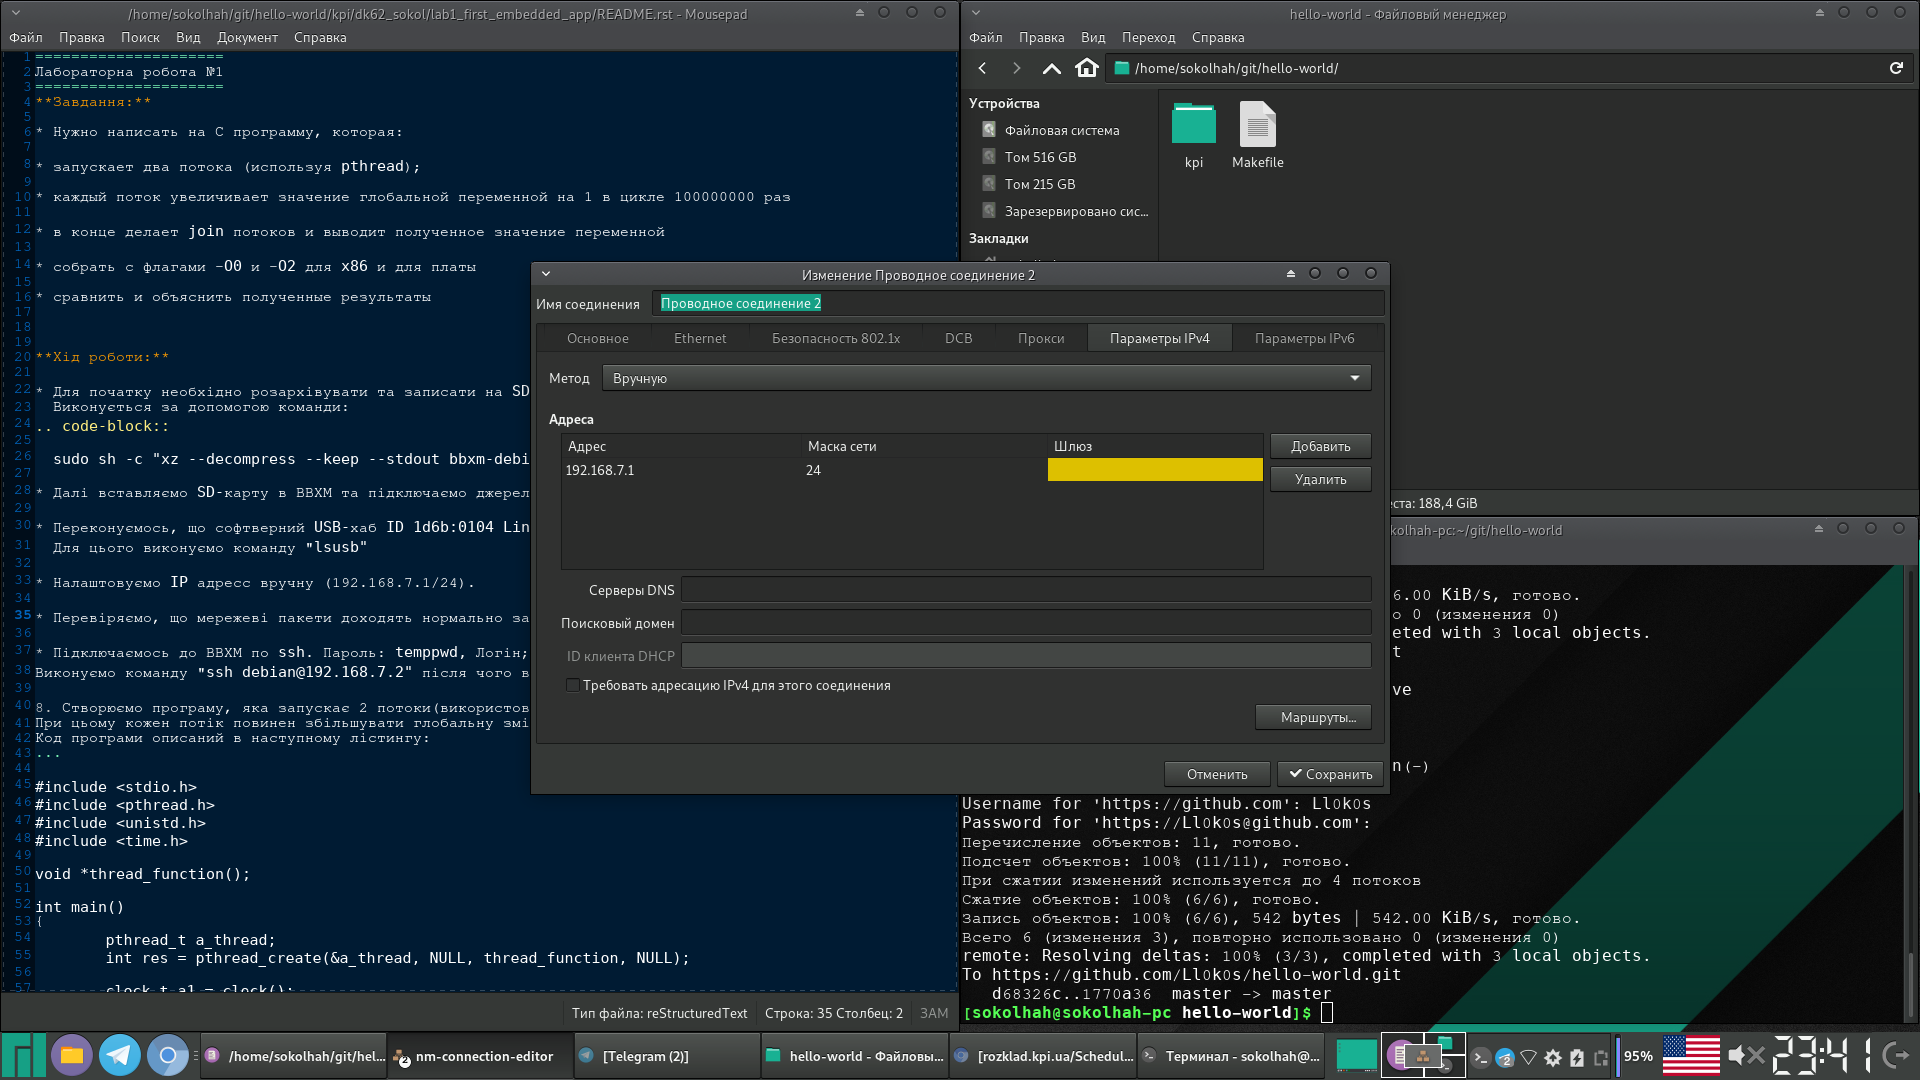 /home/sokolhah/git/hello-world/kpi/dk62_sokol/lab1_first_embedded_app/README.rst - Mousepad
Файл Правка Поиск Вид Документ Справка
1 =====================
2 Лабораторна робота №1
3 =====================
4 **Завдання:**
5
6 * Нужно написать на С программу, которая:
7
8 * запускает два потока (используя pthread);
9
10 * каждый поток увеличивает значение глобальной переменной на 1 в цикле 100000000 раз
11
12 * в конце делает join потоков и выводит полученное значение переменной
13
14 * собрать с флагами -O0 и -O2 для x86 и для платы
15
16 * сравнить и объяснить полученные результаты
17
18
19
20 **Хід роботи:**
21
22 * Для початку необхідно розархівувати та записати на SD
23 Виконується за допомогою команди:
24 .. code-block::
25
26 sudo sh -c "xz --decompress --keep --stdout bbxm-debi
27
28 * Далі вставляємо SD-карту в BBXM та підключаємо джерел
29
30 * Переконуємось, що софтверний USB-хаб ID 1d6b:0104 Lin
31 Для цього виконуємо команду "lsusb"
32
33 * Налаштовуємо IP адресс вручну (192.168.7.1/24).
34
35 * Перевіряємо, що мережеві пакети доходять нормально за
36
37 * Підключаємось до BBXM по ssh. Пароль: temppwd, Логін;
38 Виконуємо команду "ssh debian@192.168.7.2" після чого в
39
40 8. Створюємо програму, яка запускає 2 потоки(використов
41 При цьому кожен потік повинен збільшувати глобальну змі
42 Код програми описаний в наступному лістингу:
43 ...
44
45 #include <stdio.h>
46 #include <pthread.h>
47 #include <unistd.h>
48 #include <time.h>
49
50 void *thread_function();
51
52 int main()
53 {
54 pthread_t a_thread;
55 int res = pthread_create(&a_thread, NULL, thread_function, NULL);
56
57 clock_t a1 = clock();
Тип файла: reStructuredText Строка: 35 Столбец: 2 ЗАМ
hello-world - Файловый менеджер
Файл Правка Вид Переход Справка
/home/sokolhah/git/hello-world/
Устройства
Файловая система
Том 516 GB
Том 215 GB
Зарезервировано сис...
Закладки
kpi
Makefile
еста: 188,4 GiB
Изменение Проводное соединение 2
Имя соединения Проводное соединение 2
Основное Ethernet Безопасность 802.1x DCB Прокси Параметры IPv4 Параметры IPv6
Метод Вручную
Адреса
Адрес Маска сети Шлюз
192.168.7.1 24
Добавить
Удалить
Серверы DNS
Поисковый домен
ID клиента DHCP
Требовать адресацию IPv4 для этого соединения
Маршруты...
Отменить Сохранить
kolhah-pc:~/git/hello-world
6.00 KiB/s, готово.
о 0 (изменения 0)
eted with 3 local objects.
t
ve
n(-)
Username for 'https://github.com': Ll0k0s
Password for 'https://Ll0k0s@github.com':
Перечисление объектов: 11, готово.
Подсчет объектов: 100% (11/11), готово.
При сжатии изменений используется до 4 потоков
Сжатие объектов: 100% (6/6), готово.
Запись объектов: 100% (6/6), 542 bytes | 542.00 KiB/s, готово.
Всего 6 (изменения 3), повторно использовано 0 (изменения 0)
remote: Resolving deltas: 100% (3/3), completed with 3 local objects.
To https://github.com/Ll0k0s/hello-world.git
d68326c..1770a36 master -> master
[sokolhah@sokolhah-pc hello-world]$
/home/sokolhah/git/hel... nm-connection-editor [Telegram (2)] hello-world - Файловы... [rozklad.kpi.ua/Schedul... Терминал - sokolhah@... 95% 23:41